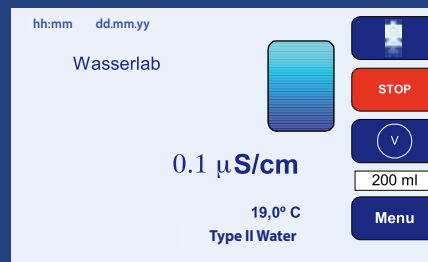 hh:mm dd.mm.yy
Wasserlab
STOP
V
0.1 µS/cm
200 ml
19,0º C
Menu
Type II Water